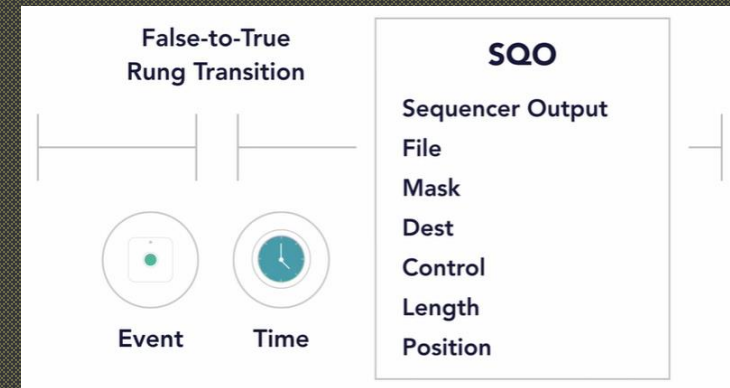 False-to-True
Rung Transition
Event
Time
SQO
Sequencer Output
File
Mask
Dest
Control
Length
Position